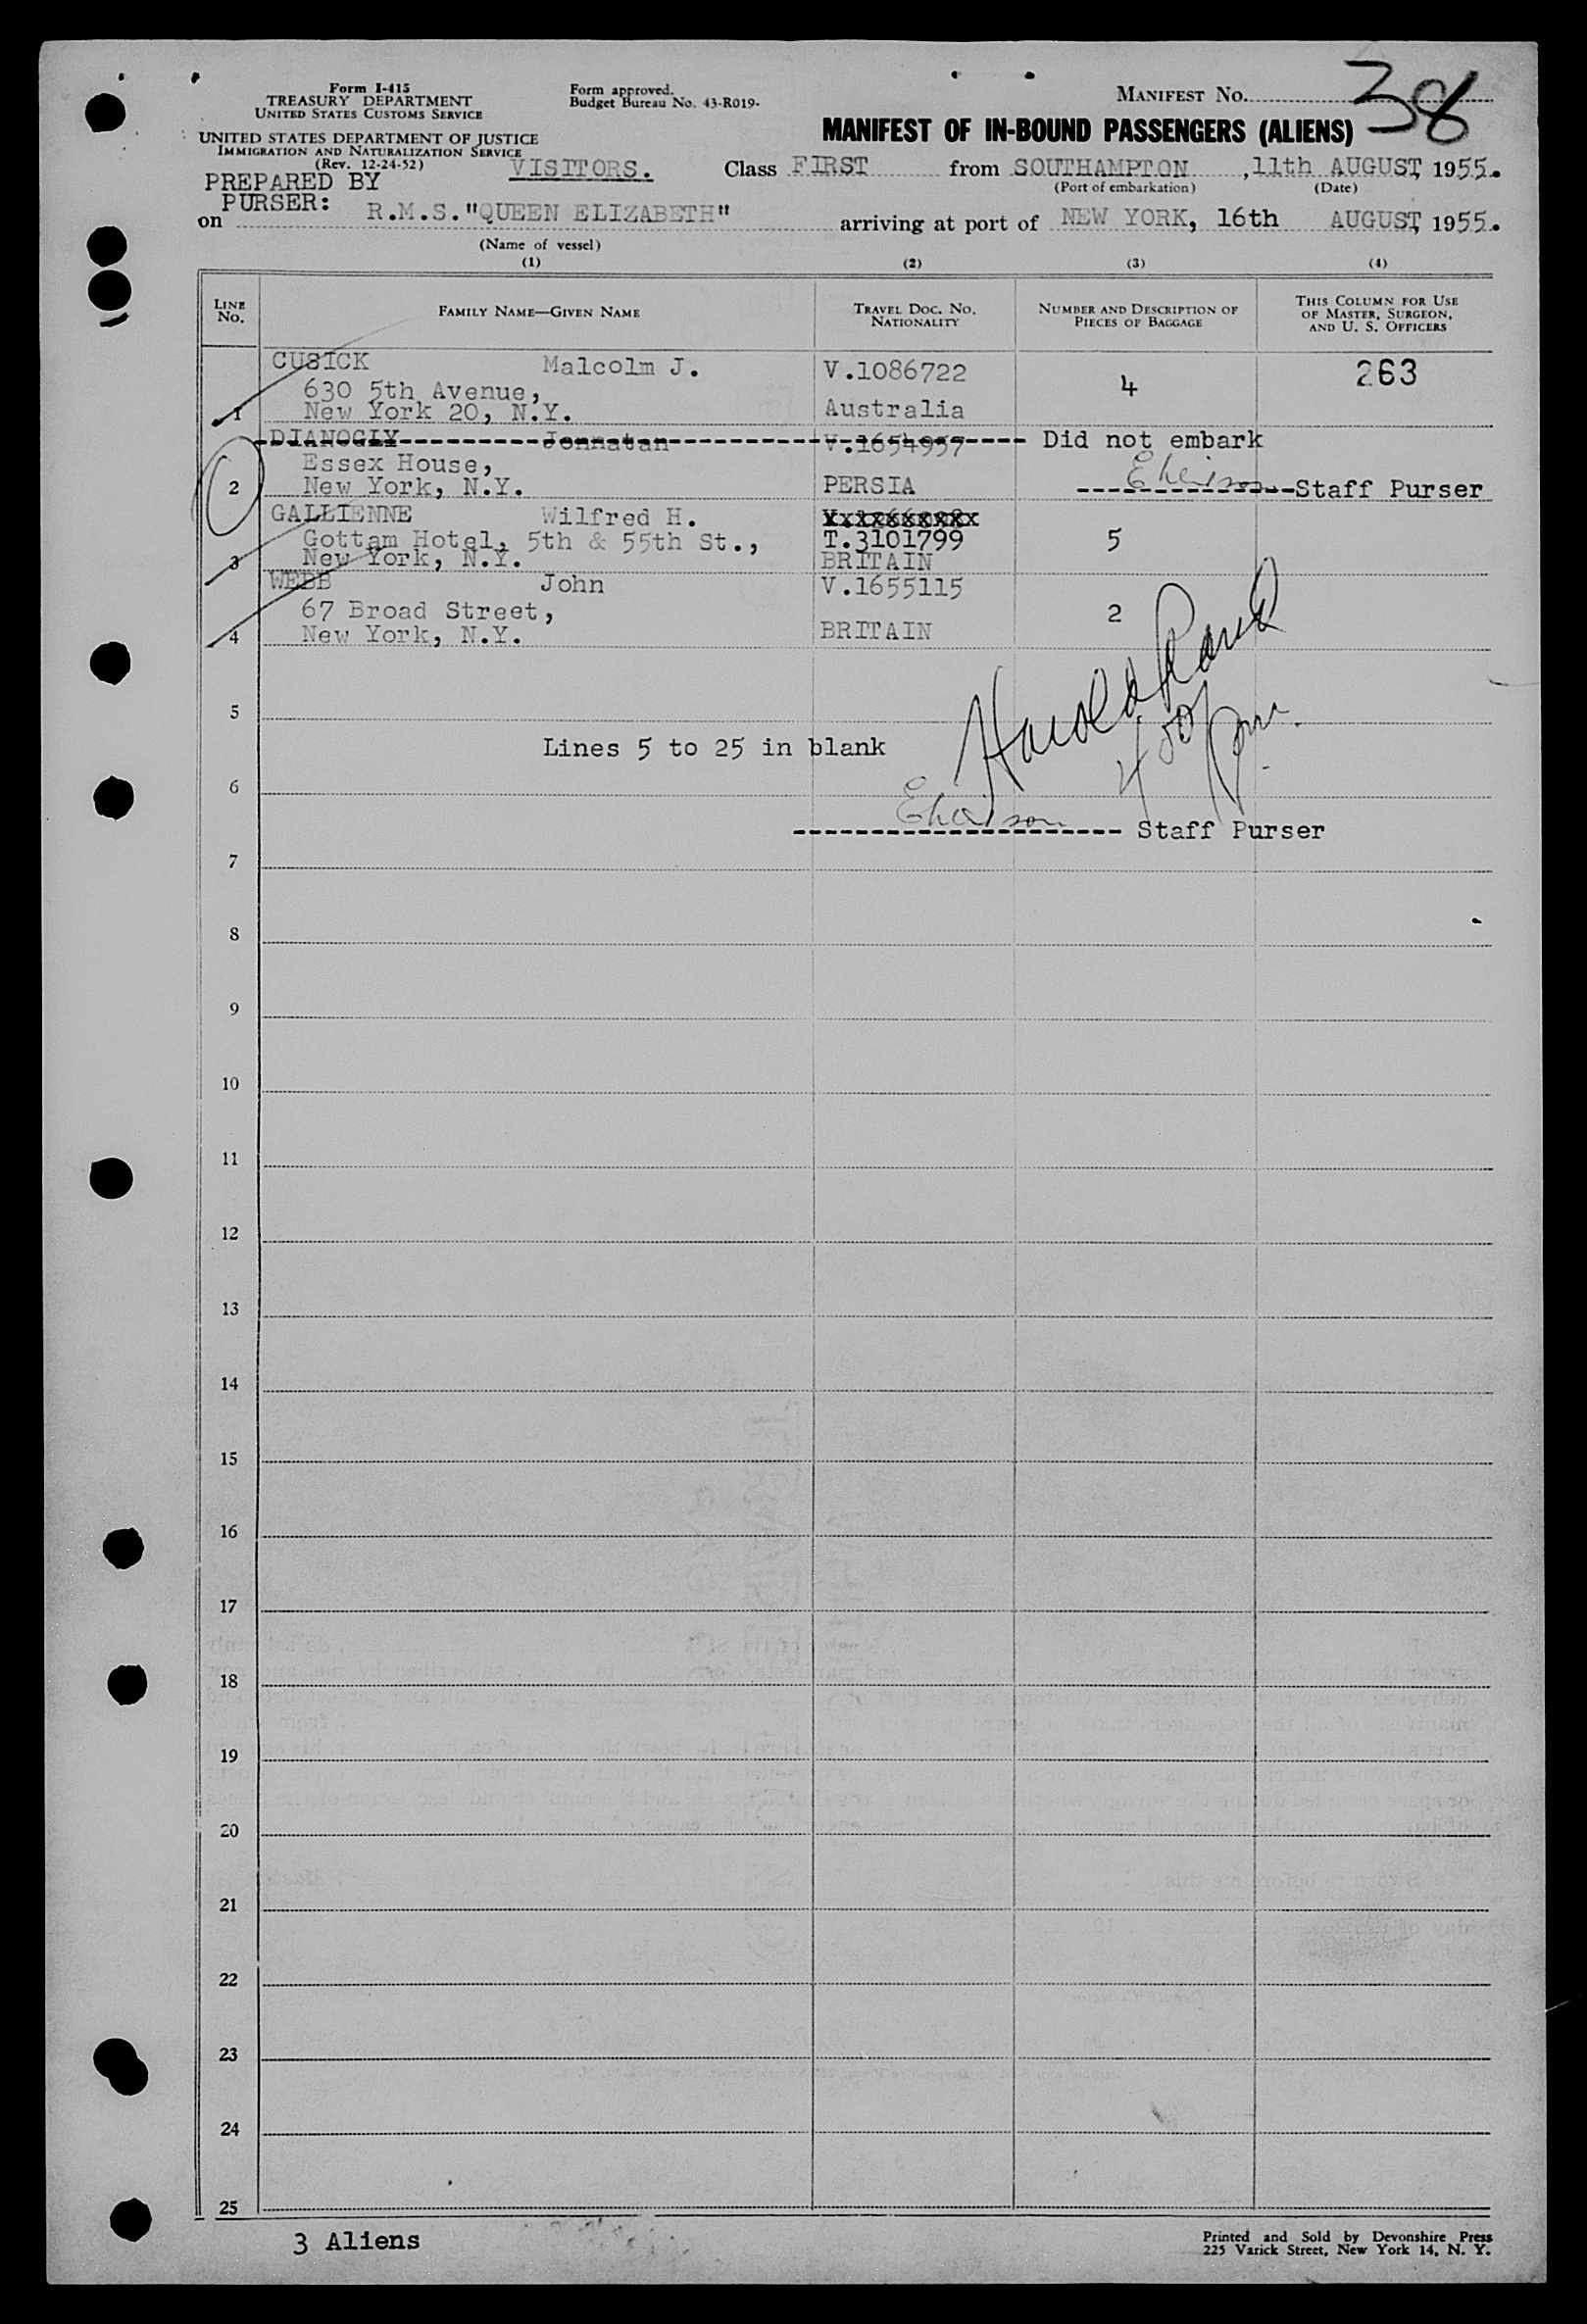 Form I-415
TREASURY DEPARTMENT
UNITED STATES CUSTOMS SERVICE
Form approved.
Budget Bureau No. 43-R019-
MANIFEST NO. 38
UNITED STATES DEPARTMENT OF JUSTICE
IMMIGRATION AND NATURALIZATION SERVICE
(Rev. 12-24-52)
MANIFEST OF IN-BOUND PASSENGERS (ALIENS)
VISITORS. Class FIRST from SOUTHAMPTON, 11th AUGUST, 1955.
(Port of embarkation) (Date)
PREPARED BY
PURSER:
on R.M.S."QUEEN ELIZABETH" arriving at port of NEW YORK, 16th AUGUST, 1955.
(Name of vessel)
(1) (2) (3) (4)
LINE No. FAMILY NAME—GIVEN NAME TRAVEL DOC. NO. NATIONALITY NUMBER AND DESCRIPTION OF PIECES OF BAGGAGE THIS COLUMN FOR USE OF MASTER, SURGEON, AND U. S. OFFICERS
CUSICK Malcolm J. V.1086722 4 263
630 5th Avenue,
1 New York 20, N.Y. Australia
V.1654957 Did not embark
Essex House,
2 New York, N.Y. PERSIA Staff Purser
GALLIENNE Wilfred H.
Gottam Hotel, 5th & 55th St., T.3101799 5
3 New York, N.Y. BRITAIN
WEBB John V.1655115
67 Broad Street, 2
4 New York, N.Y. BRITAIN
5
Lines 5 to 25 in blank
Harold
6
Staff Purser
7
8
9
10
11
12
13
14
15
16
17
18
19
20
21
22
23
24
25
3 Aliens
Printed and Sold by Devonshire Press
225 Varick Street, New York 14, N. Y.